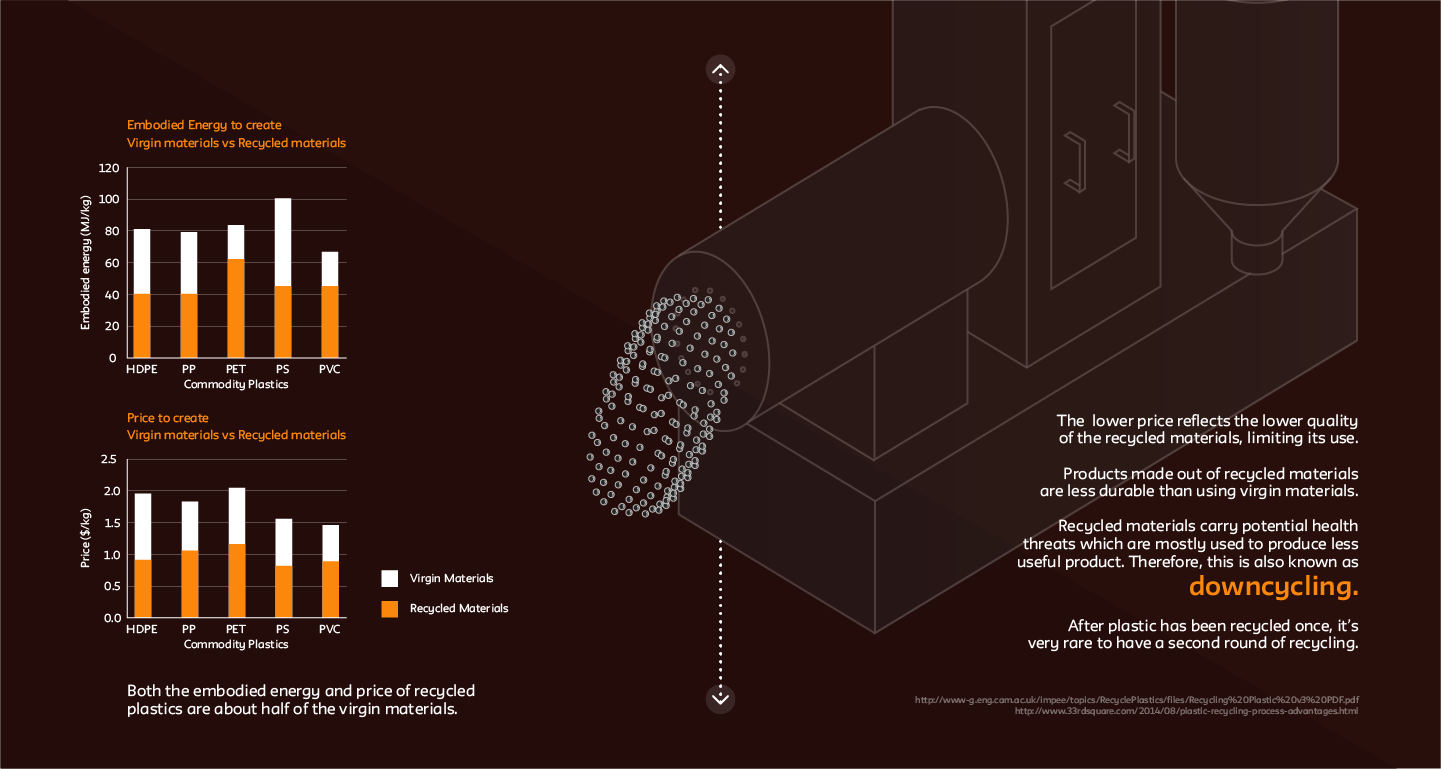 Embodied Energy to create
Virgin materials vs Recycled materials
120
100
80
60
40
20
0
Embodied energy (MJ/kg)
HDPE PP PET PS PVC
Commodity Plastics
Price to create
Virgin materials vs Recycled materials
2.5
2.0
1.5
1.0
0.5
0.0
Price ($/kg)
HDPE PP PET PS PVC
Commodity Plastics
Virgin Materials
Recycled Materials
Both the embodied energy and price of recycled
plastics are about half of the virgin materials.
The lower price reflects the lower quality
of the recycled materials, limiting its use.
Products made out of recycled materials
are less durable than using virgin materials.
Recycled materials carry potential health
threats which are mostly used to produce less
useful product. Therefore, this is also known as
downcycling.
After plastic has been recycled once, it's
very rare to have a second round of recycling.
http://www-g.eng.cam.ac.uk/impee/topics/RecyclePlastics/files/Recycling%20Plastic%20v3%20PDF.pdf
http://www.33rdsquare.com/2014/08/plastic-recycling-process-advantages.html